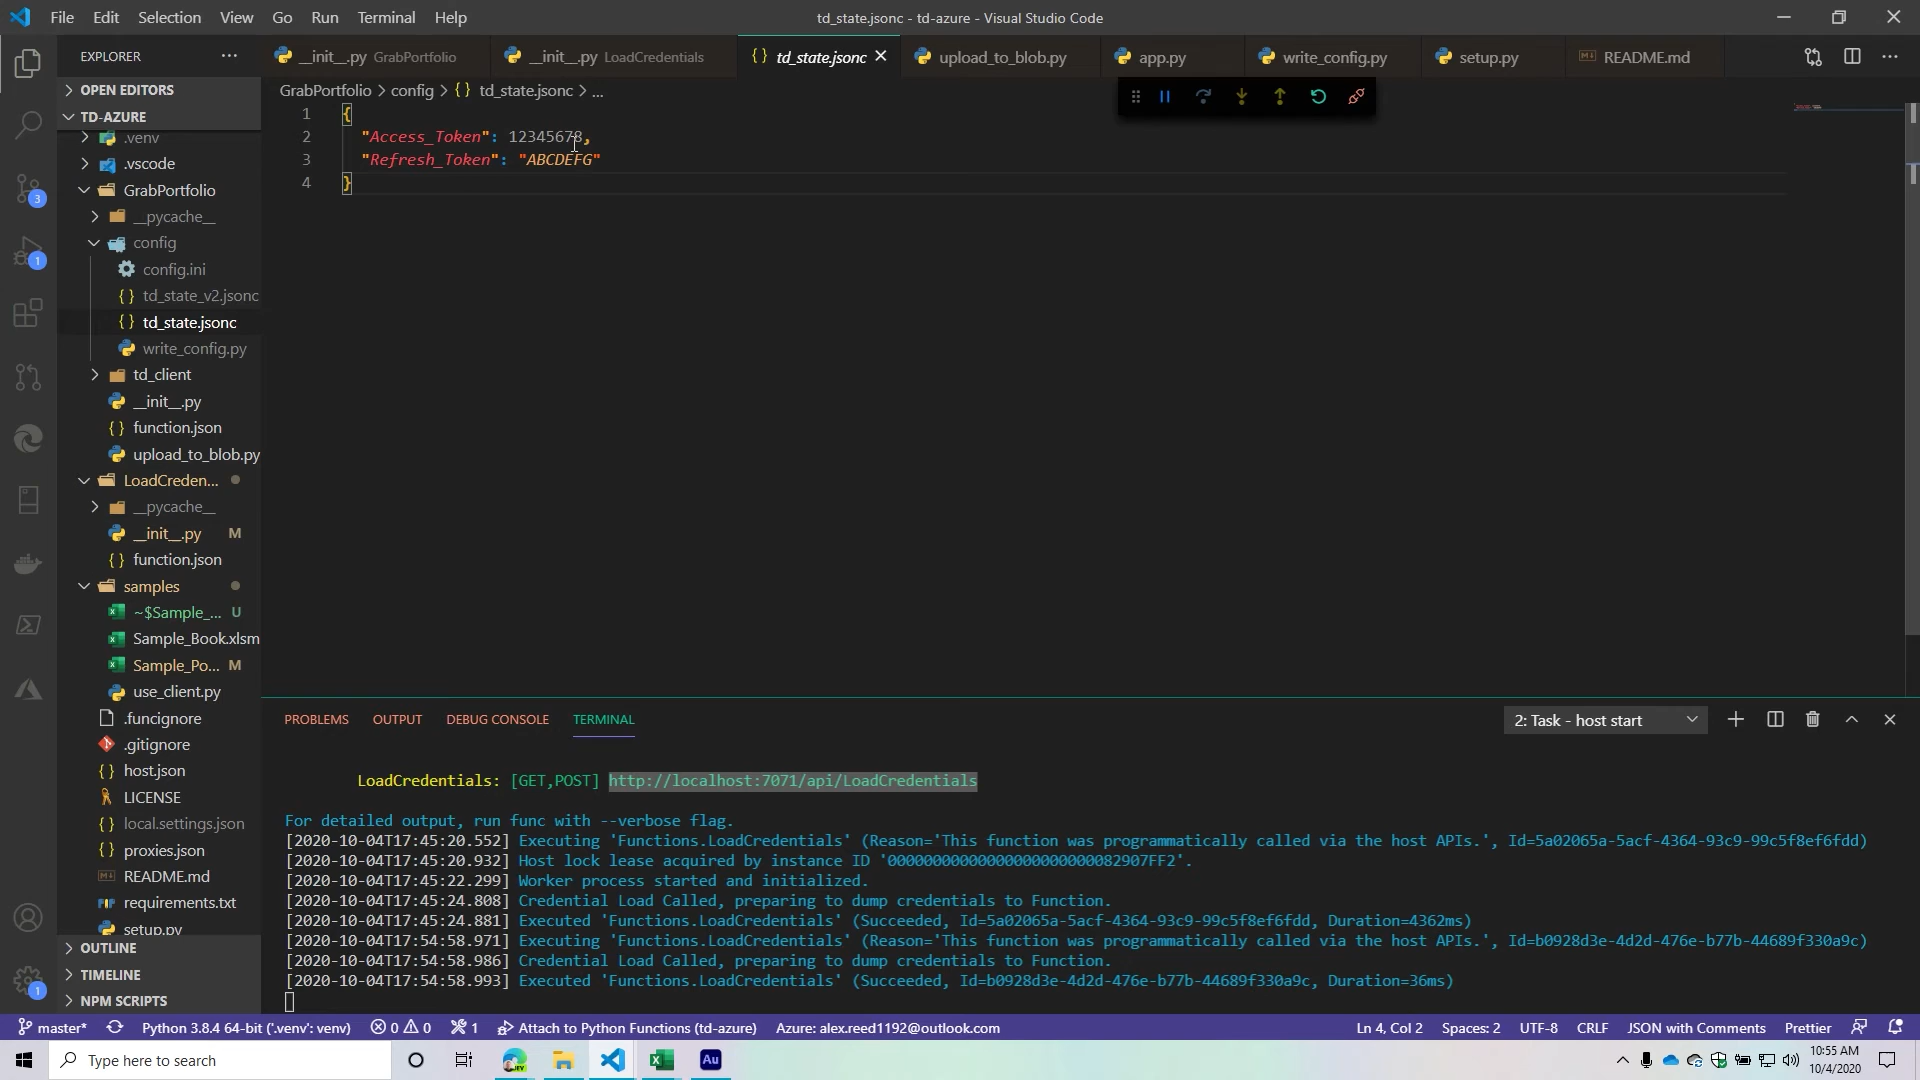 File Edit Selection View Go Run Terminal Help
td_state.jsonc - td-azure - Visual Studio Code
EXPLORER
__init__.py GrabPortfolio
__init__.py LoadCredentials
{} td_state.jsonc
upload_to_blob.py
app.py
write_config.py
setup.py
README.md
OPEN EDITORS
TD-AZURE
.venv
.vscode
GrabPortfolio
__pycache__
config
config.ini
{} td_state_v2.jsonc
{} td_state.jsonc
write_config.py
td_client
__init__.py
{} function.json
upload_to_blob.py
LoadCreden...
__pycache__
__init__.py M
{} function.json
samples
~$Sample_... U
Sample_Book.xlsm
Sample_Po... M
use_client.py
.funcignore
.gitignore
{} host.json
LICENSE
{} local.settings.json
{} proxies.json
README.md
requirements.txt
setup.py
OUTLINE
TIMELINE
NPM SCRIPTS
3
1
1
GrabPortfolio > config > {} td_state.jsonc > ...
1 {
2 "Access_Token": 12345678,
3 "Refresh_Token": "ABCDEFG"
4 }
PROBLEMS OUTPUT DEBUG CONSOLE TERMINAL
2: Task - host start
LoadCredentials: [GET,POST] http://localhost:7071/api/LoadCredentials
For detailed output, run func with --verbose flag.
[2020-10-04T17:45:20.552] Executing 'Functions.LoadCredentials' (Reason='This function was programmatically called via the host APIs.', Id=5a02065a-5acf-4364-93c9-99c5f8ef6fdd)
[2020-10-04T17:45:20.932] Host lock lease acquired by instance ID '000000000000000000000000082907FF2'.
[2020-10-04T17:45:22.299] Worker process started and initialized.
[2020-10-04T17:45:24.808] Credential Load Called, preparing to dump credentials to Function.
[2020-10-04T17:45:24.881] Executed 'Functions.LoadCredentials' (Succeeded, Id=5a02065a-5acf-4364-93c9-99c5f8ef6fdd, Duration=4362ms)
[2020-10-04T17:54:58.971] Executing 'Functions.LoadCredentials' (Reason='This function was programmatically called via the host APIs.', Id=b0928d3e-4d2d-476e-b77b-44689f330a9c)
[2020-10-04T17:54:58.986] Credential Load Called, preparing to dump credentials to Function.
[2020-10-04T17:54:58.993] Executed 'Functions.LoadCredentials' (Succeeded, Id=b0928d3e-4d2d-476e-b77b-44689f330a9c, Duration=36ms)
master* Python 3.8.4 64-bit ('.venv': venv) 0 0 1 Attach to Python Functions (td-azure) Azure: alex.reed1192@outlook.com Ln 4, Col 2 Spaces: 2 UTF-8 CRLF JSON with Comments Prettier
Type here to search
Au
10:55 AM
10/4/2020